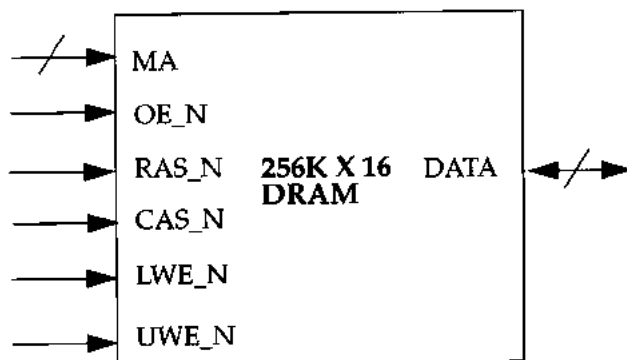 MA
OE_N
RAS_N
256K X 16
DRAM
DATA
CAS_N
LWE_N
UWE_N